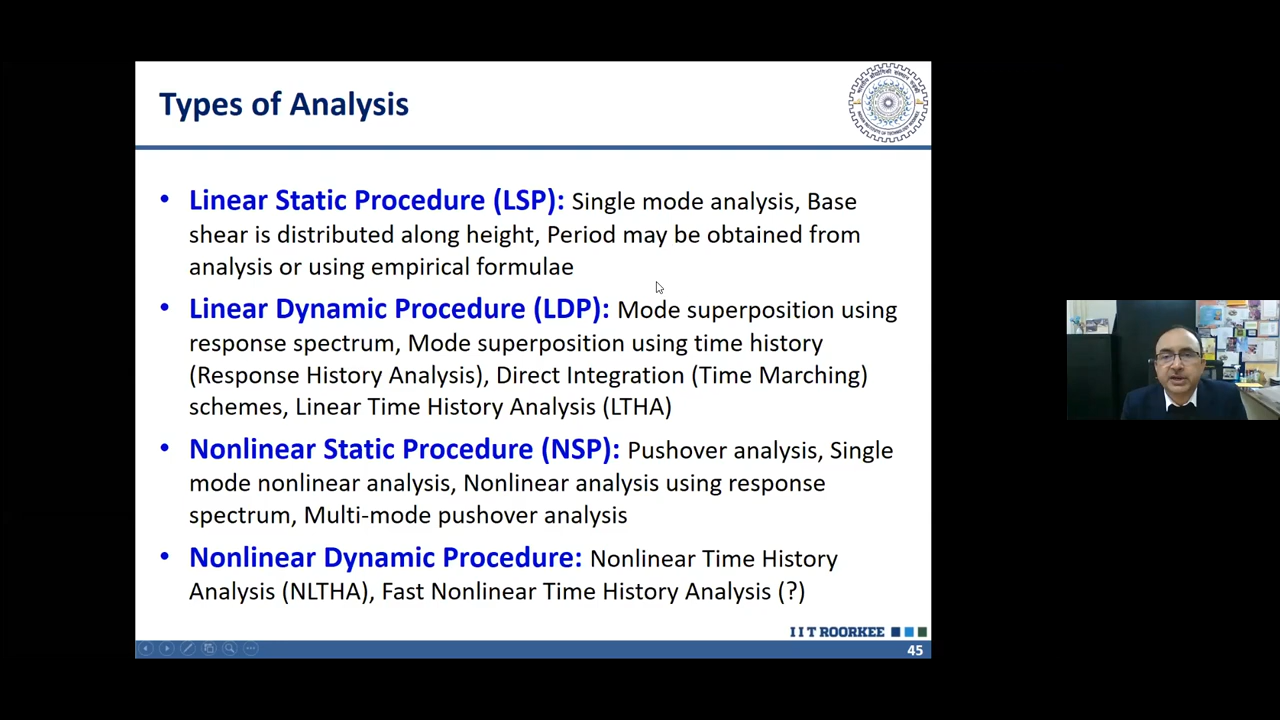 Types of Analysis
• Linear Static Procedure (LSP): Single mode analysis, Base
shear is distributed along height, Period may be obtained from
analysis or using empirical formulae
• Linear Dynamic Procedure (LDP): Mode superposition using
response spectrum, Mode superposition using time history
(Response History Analysis), Direct Integration (Time Marching)
schemes, Linear Time History Analysis (LTHA)
• Nonlinear Static Procedure (NSP): Pushover analysis, Single
mode nonlinear analysis, Nonlinear analysis using response
spectrum, Multi-mode pushover analysis
• Nonlinear Dynamic Procedure: Nonlinear Time History
Analysis (NLTHA), Fast Nonlinear Time History Analysis (?)
I I T ROORKEE
45